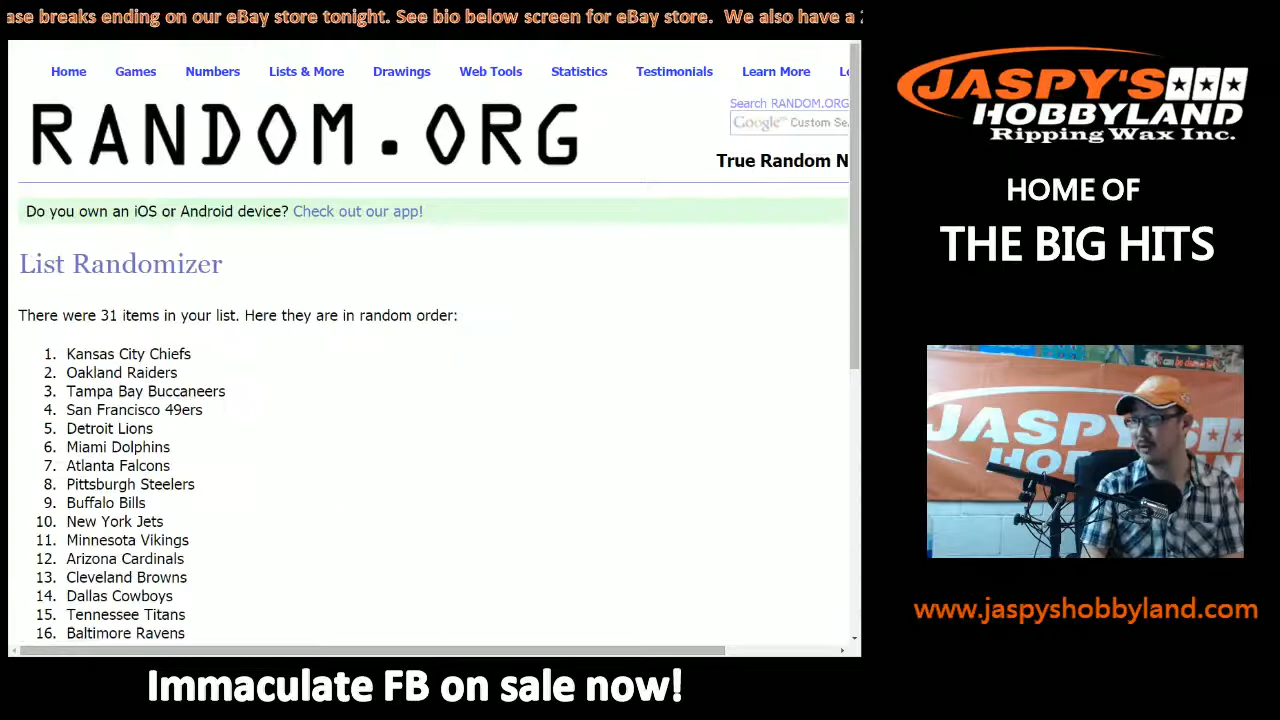 ase breaks ending on our eBay store tonight. See bio below screen for eBay store. We also have a
Home Games Numbers Lists & More Drawings Web Tools Statistics Testimonials Learn More
RANDOM.ORG
Search RANDOM.ORG
Google Custom Se
True Random N
Do you own an iOS or Android device? Check out our app!
List Randomizer
There were 31 items in your list. Here they are in random order:
1. Kansas City Chiefs
2. Oakland Raiders
3. Tampa Bay Buccaneers
4. San Francisco 49ers
5. Detroit Lions
6. Miami Dolphins
7. Atlanta Falcons
8. Pittsburgh Steelers
9. Buffalo Bills
10. New York Jets
11. Minnesota Vikings
12. Arizona Cardinals
13. Cleveland Browns
14. Dallas Cowboys
15. Tennessee Titans
16. Baltimore Ravens
JASPY'S
HOBBYLAND
Ripping Wax Inc.
HOME OF
THE BIG HITS
JASPY'S
HO
www.jaspyshobbyland.com
Immaculate FB on sale now!